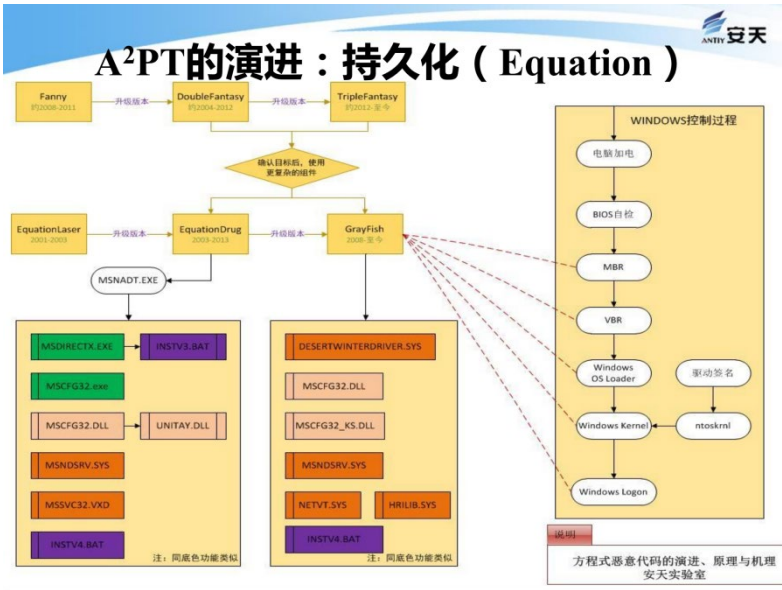 ANTIY 安天
A²PT的演进：持久化（Equation）
Fanny
约2008-2011
升级版本
DoubleFantasy
约2004-2012
升级版本
TripleFantasy
约2012-至今
确认目标后，使用
更复杂的组件
EquationLaser
2001-2003
升级版本
EquationDrug
2003-2013
升级版本
GrayFish
2008-至今
MSNADT.EXE
MSDIRECTX.EXE
INSTV3.BAT
MSCFG32.exe
MSCFG32.DLL
UNITAY.DLL
MSNDSRV.SYS
MSSVC32.VXD
INSTV4.BAT
注：同底色功能类似
DESERTWINTERDRIVER.SYS
MSCFG32.DLL
MSCFG32_KS.DLL
MSNDSRV.SYS
NETVT.SYS
HRILIB.SYS
INSTV4.BAT
注：同底色功能类似
WINDOWS控制过程
电脑加电
BIOS自检
MBR
VBR
Windows
OS Loader
驱动签名
Windows Kernel
ntoskrnl
Windows Logon
说明
方程式恶意代码的演进、原理与机理
安天实验室